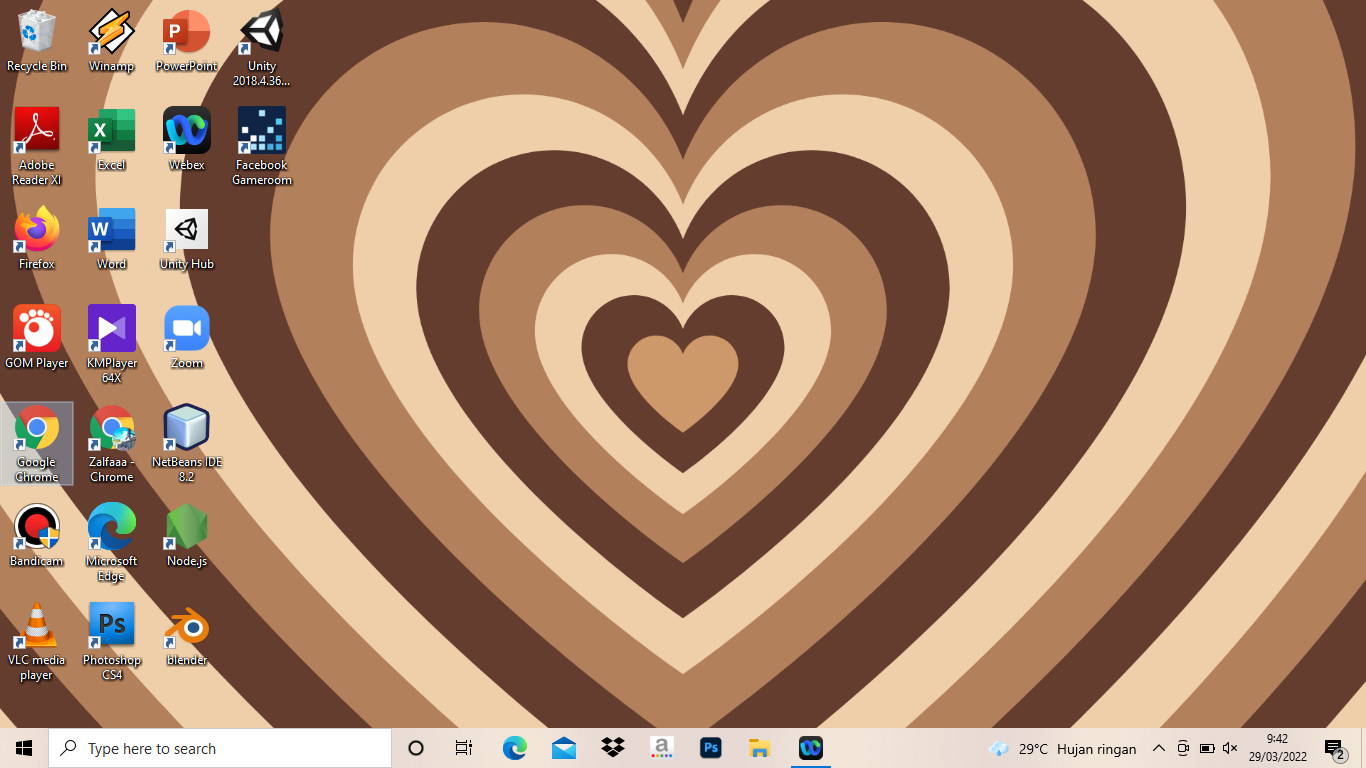 Recycle Bin
Winamp
PowerPoint
Unity
2018.4.36...
Adobe
Reader XI
Excel
Webex
Facebook
Gameroom
Firefox
Word
Unity Hub
GOM Player
KMPlayer
64X
Zoom
Google
Chrome
Zalfaaa -
Chrome
NetBeans IDE
8.2
Bandicam
Microsoft
Edge
Node.js
VLC media
player
Photoshop
CS4
blender
P
X
W
Ps
Type here to search
a
Ps
29°C Hujan ringan
9:42
29/03/2022
2